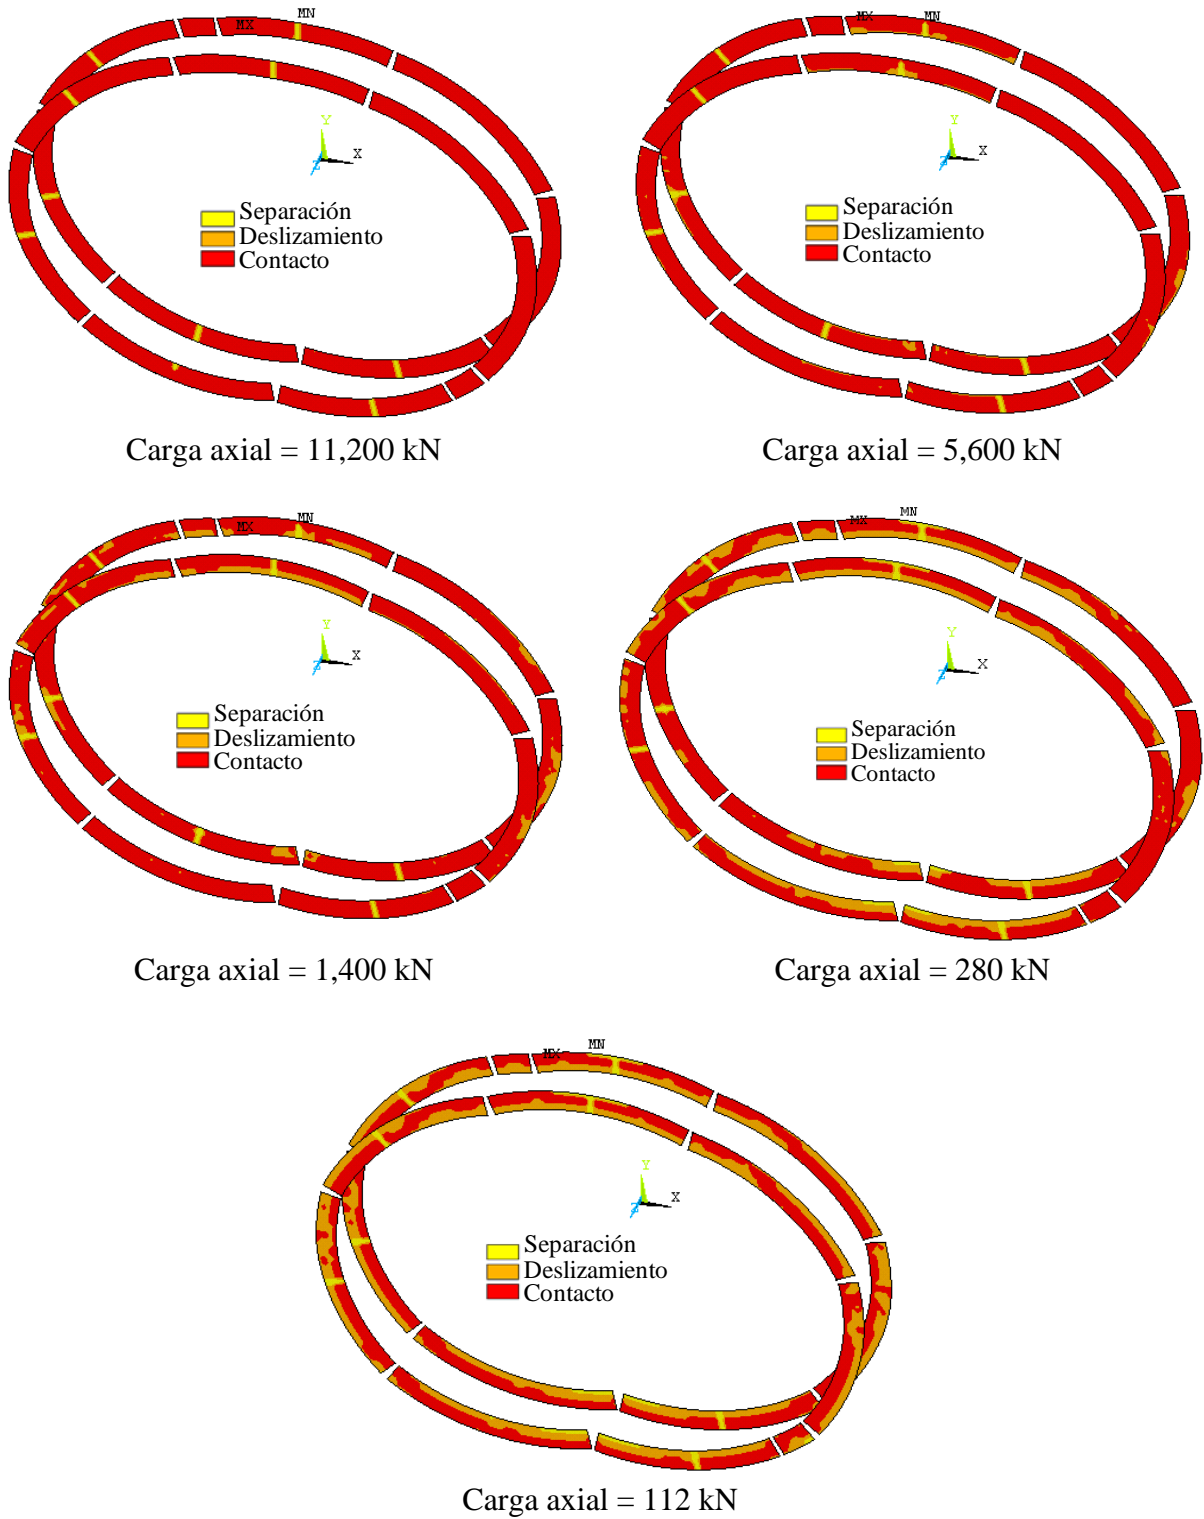 MN
MX
Y
X
Z
Separación
Deslizamiento
Contacto
Carga axial = 11,200 kN
MX
MN
Y
X
Z
Separación
Deslizamiento
Contacto
Carga axial = 5,600 kN
MN
MX
Y
X
Z
Separación
Deslizamiento
Contacto
Carga axial = 1,400 kN
MN
MX
Y
X
Z
Separación
Deslizamiento
Contacto
Carga axial = 280 kN
MN
MX
Y
X
Z
Separación
Deslizamiento
Contacto
Carga axial = 112 kN